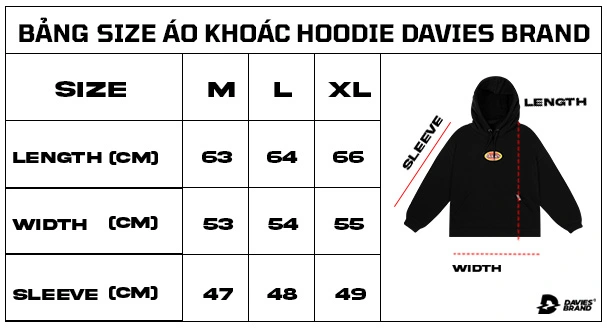 BẢNG SIZE ÁO KHOÁC HOODIE DAVIES BRAND
SIZE M L XL
LENGTH (CM) 63 64 66
WIDTH (CM) 53 54 55
SLEEVE (CM) 47 48 49
LENGTH
SLEEVE
WIDTH
DAVIES®
BRAND